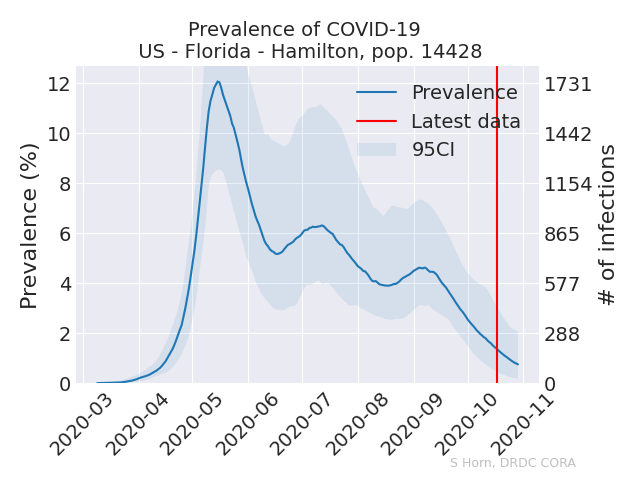 Prevalence of COVID-19
US - Florida - Hamilton, pop. 14428
Prevalence (%)
12
10
8
6
4
2
0
Prevalence
Latest data
95CI
1731
1442
1154
865
577
288
0
# of infections
2020-03
2020-04
2020-05
2020-06
2020-07
2020-08
2020-09
2020-10
2020-11
S Horn, DRDC CORA